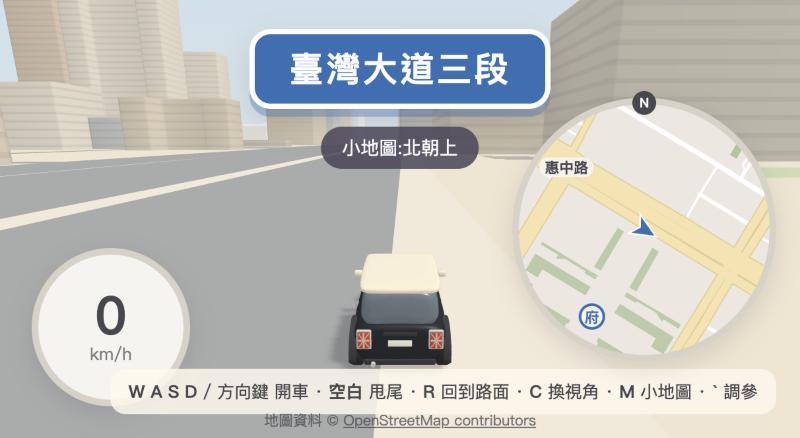 臺灣大道三段
小地圖:北朝上
N
惠中路
府
0
km/h
W A S D / 方向鍵 開車 · 空白 甩尾 · R 回到路面 · C 換視角 · M 小地圖 · ` 調參
地圖資料 © OpenStreetMap contributors